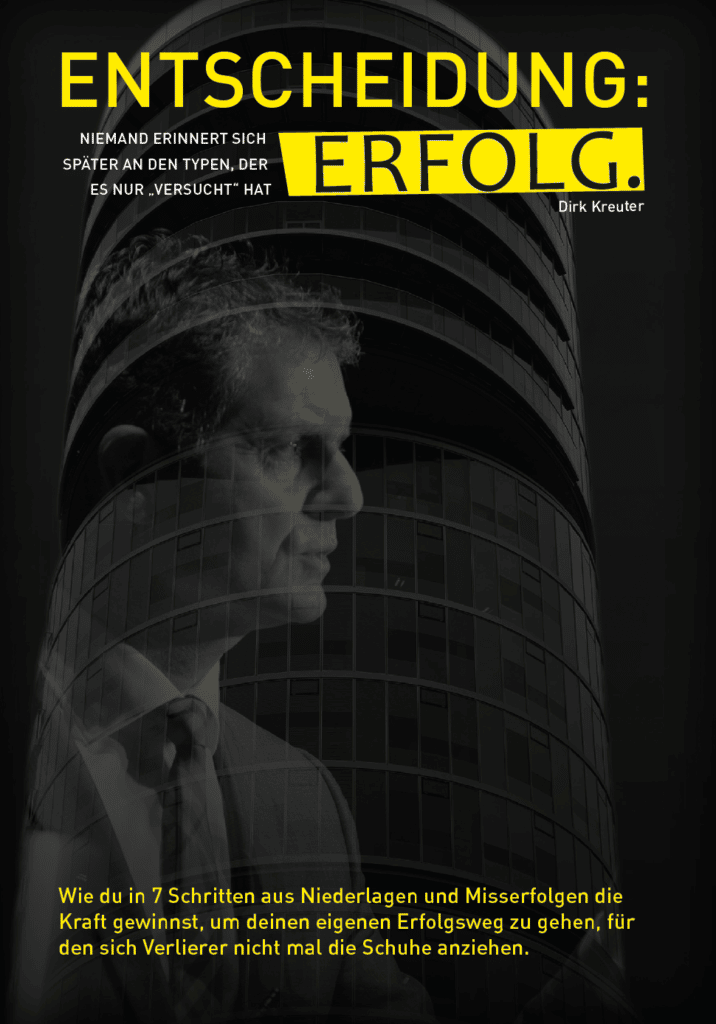 ENTSCHEIDUNG:
NIEMAND ERINNERT SICH
SPÄTER AN DEN TYPEN, DER
ES NUR „VERSUCHT“ HAT
ERFOLG.
Dirk Kreuter
Wie du in 7 Schritten aus Niederlagen und Misserfolgen die
Kraft gewinnst, um deinen eigenen Erfolgsweg zu gehen, für
den sich Verlierer nicht mal die Schuhe anziehen.